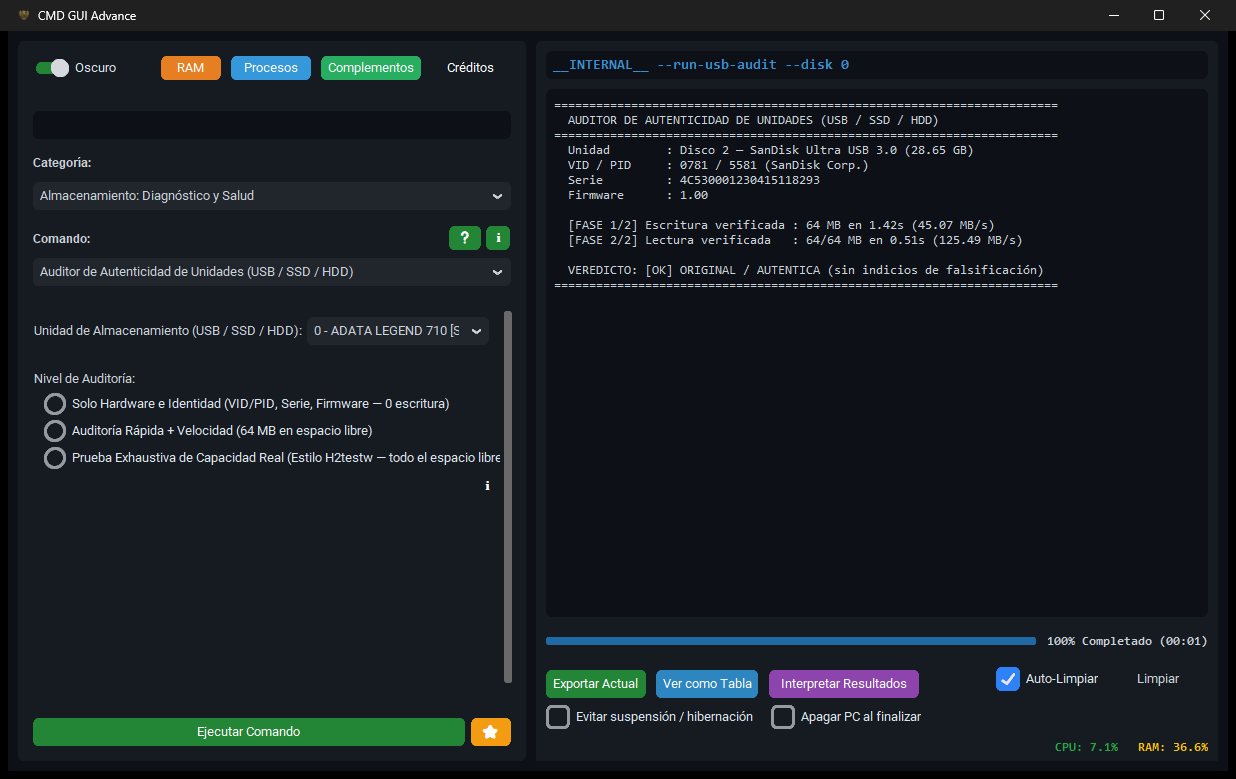 CMD GUI Advance
Oscuro
RAM
Procesos
Complementos
Créditos
Categoría:
Almacenamiento: Diagnóstico y Salud
Comando:
?
i
Auditor de Autenticidad de Unidades (USB / SSD / HDD)
Unidad de Almacenamiento (USB / SSD / HDD):
0 - ADATA LEGEND 710 [S
Nivel de Auditoría:
Solo Hardware e Identidad (VID/PID, Serie, Firmware — 0 escritura)
Auditoría Rápida + Velocidad (64 MB en espacio libre)
Prueba Exhaustiva de Capacidad Real (Estilo H2testw — todo el espacio libre
i
Ejecutar Comando
__INTERNAL__ --run-usb-audit --disk 0
========================================================================
AUDITOR DE AUTENTICIDAD DE UNIDADES (USB / SSD / HDD)
========================================================================
Unidad : Disco 2 — SanDisk Ultra USB 3.0 (28.65 GB)
VID / PID : 0781 / 5581 (SanDisk Corp.)
Serie : 4C530001230415118293
Firmware : 1.00
[FASE 1/2] Escritura verificada : 64 MB en 1.42s (45.07 MB/s)
[FASE 2/2] Lectura verificada : 64/64 MB en 0.51s (125.49 MB/s)
VEREDICTO: [OK] ORIGINAL / AUTENTICA (sin indicios de falsificación)
========================================================================
100% Completado (00:01)
Exportar Actual
Ver como Tabla
Interpretar Resultados
Auto-Limpiar
Limpiar
Evitar suspensión / hibernación
Apagar PC al finalizar
CPU: 7.1%
RAM: 36.6%